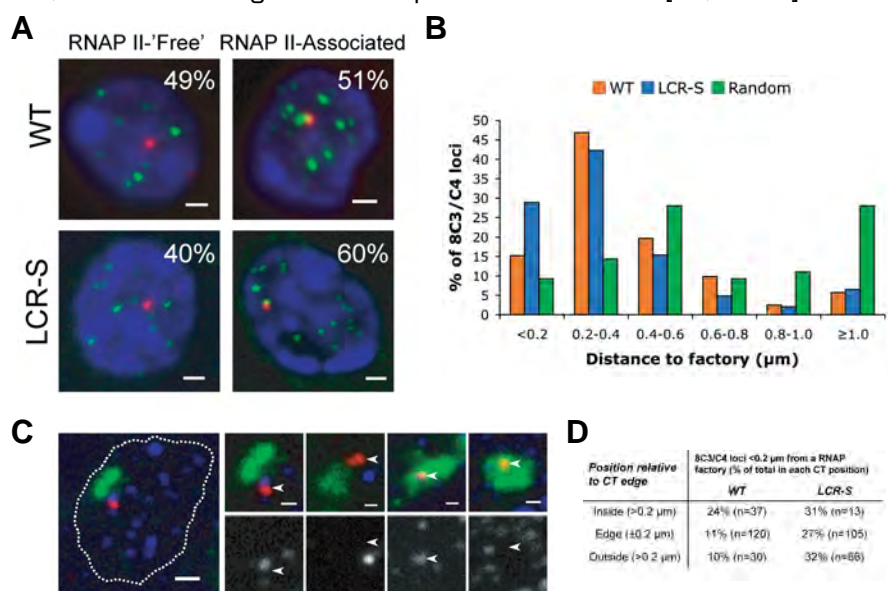 A
RNAP II-'Free' RNAP II-Associated
WT
49%
51%
LCR-S
40%
60%
B
WT LCR-S Random
% of 8C3/C4 loci
50
45
40
35
30
25
20
15
10
5
0
<0.2 0.2-0.4 0.4-0.6 0.6-0.8 0.8-1.0 ≥1.0
Distance to factory (µm)
C
D
Position relative
to CT edge
8C3/C4 loci <0.2 µm from a RNAP
factory (% of total in each CT position)
WT LCR-S
Inside (>0.2 µm) 24% (n=37) 31% (n=13)
Edge (±0.2 µm) 11% (n=120) 27% (n=105)
Outside (>0.2 µm) 10% (n=30) 32%